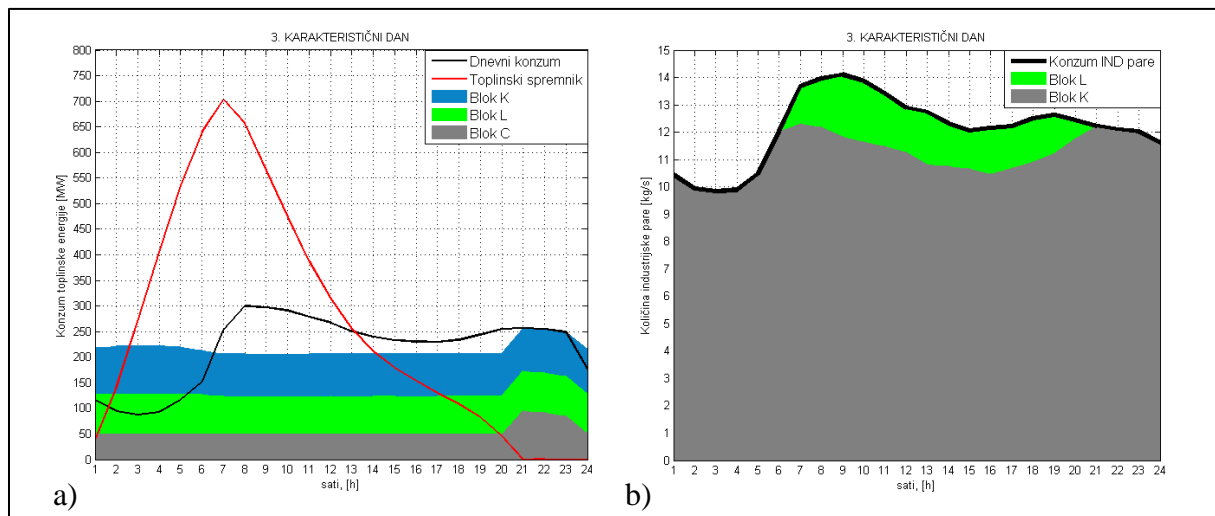 3. KARAKTERISTIČNI DAN
Konzum toplinske energije [MW]
800
750
700
650
600
550
500
450
400
350
300
250
200
150
100
50
0
Dnevni konzum
Toplinski spremnik
Blok K
Blok L
Blok C
1 2 3 4 5 6 7 8 9 10 11 12 13 14 15 16 17 18 19 20 21 22 23 24
sati, [h]
a)
3. KARAKTERISTIČNI DAN
Količina industrijske pare [kg/s]
15
14
13
12
11
10
9
8
7
6
5
4
3
2
1
0
Konzum IND pare
Blok L
Blok K
1 2 3 4 5 6 7 8 9 10 11 12 13 14 15 16 17 18 19 20 21 22 23 24
sati, [h]
b)